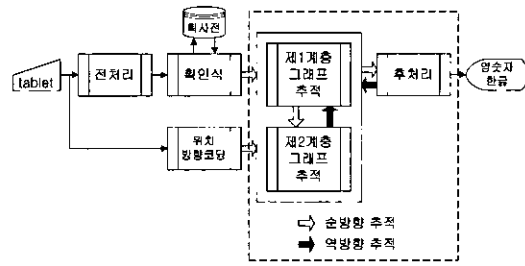 획사전
tablet
전처리
획인식
제1계층
그래프
추적
후처리
영숫자
한글
위치
방향코딩
제2계층
그래프
추적
순방향 추적
역방향 추적